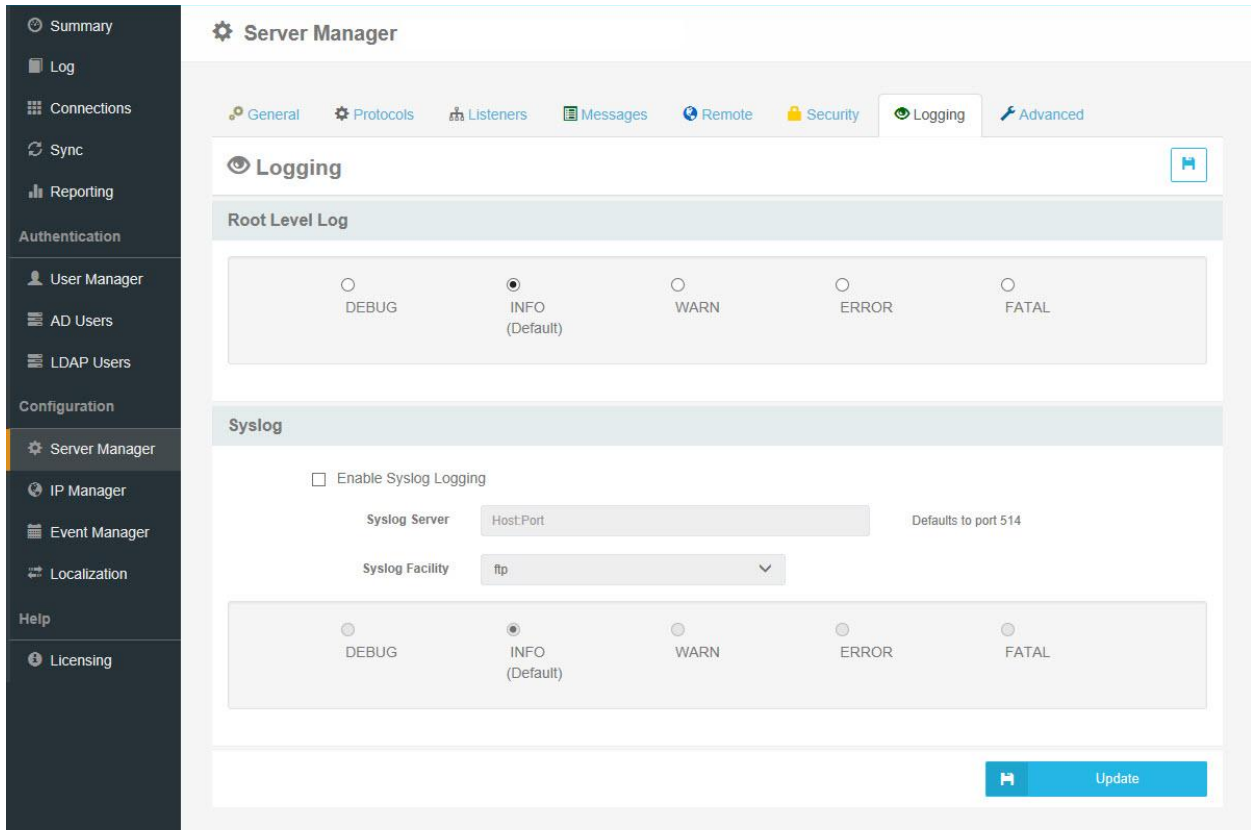 Summary
Log
Connections
Sync
Reporting
Authentication
User Manager
AD Users
LDAP Users
Configuration
Server Manager
IP Manager
Event Manager
Localization
Help
Licensing
Server Manager
General Protocols Listeners Messages Remote Security Logging Advanced
Logging
Root Level Log
DEBUG INFO WARN ERROR FATAL
(Default)
Syslog
Enable Syslog Logging
Syslog Server Host:Port Defaults to port 514
Syslog Facility ftp
DEBUG INFO WARN ERROR FATAL
(Default)
Update